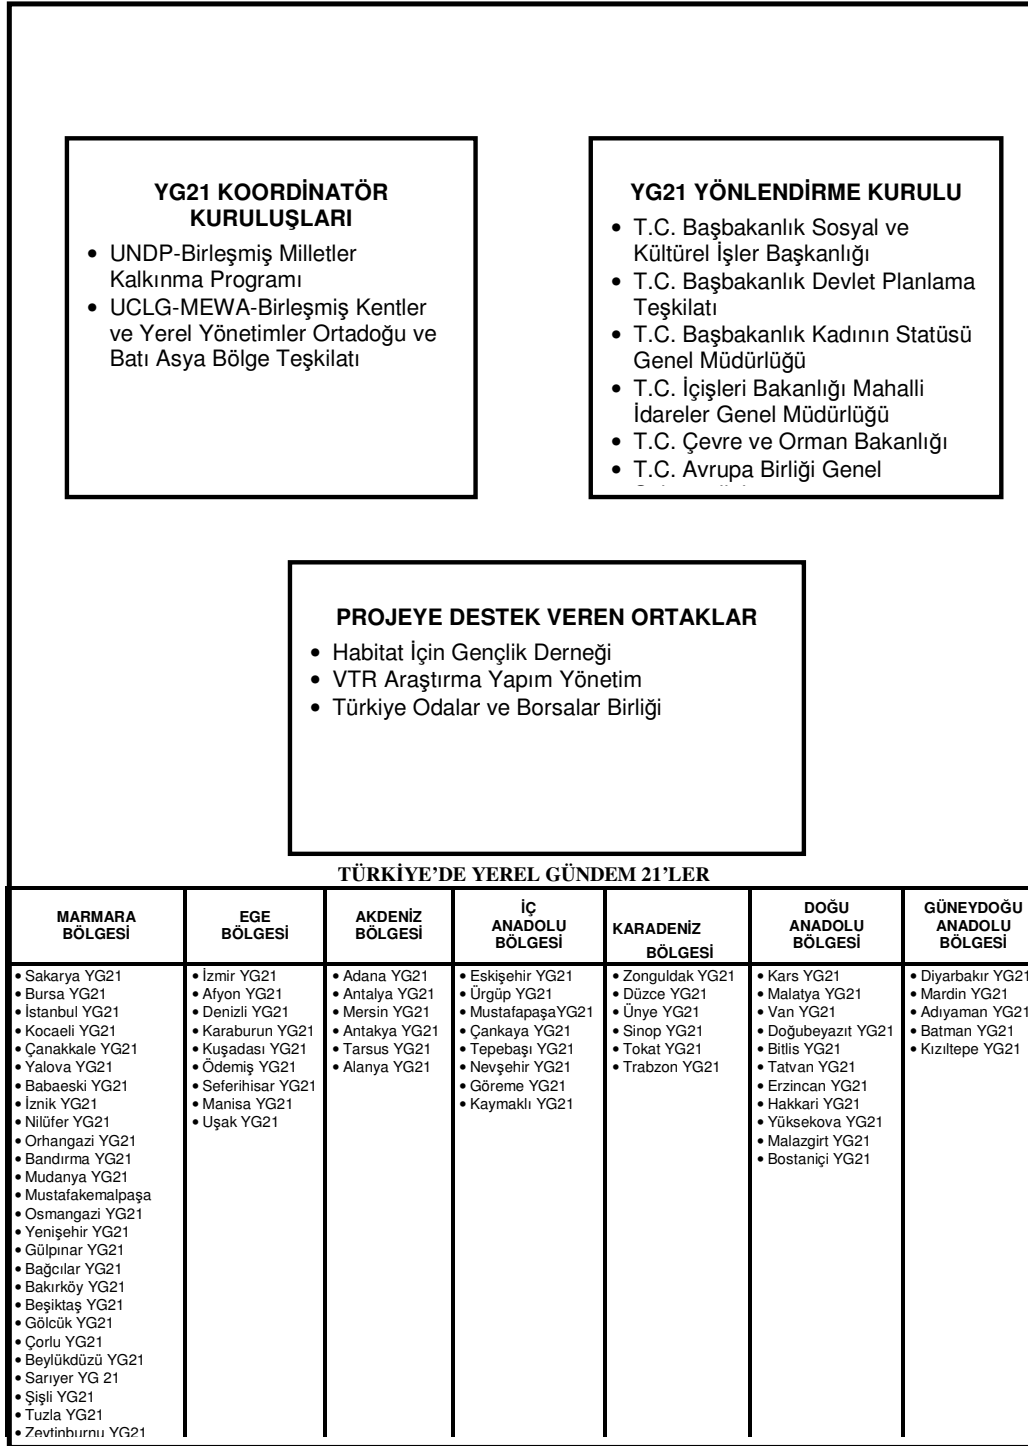 YG21 KOORDİNATÖR
KURULUŞLARI
• UNDP-Birleşmiş Milletler
Kalkınma Programı
• UCLG-MEWA-Birleşmiş Kentler
ve Yerel Yönetimler Ortadoğu ve
Batı Asya Bölge Teşkilatı
YG21 YÖNLENDİRME KURULU
• T.C. Başbakanlık Sosyal ve
Kültürel İşler Başkanlığı
• T.C. Başbakanlık Devlet Planlama
Teşkilatı
• T.C. Başbakanlık Kadının Statüsü
Genel Müdürlüğü
• T.C. İçişleri Bakanlığı Mahalli
İdareler Genel Müdürlüğü
• T.C. Çevre ve Orman Bakanlığı
• T.C. Avrupa Birliği Genel
PROJEYE DESTEK VEREN ORTAKLAR
• Habitat İçin Gençlik Derneği
• VTR Araştırma Yapım Yönetim
• Türkiye Odalar ve Borsalar Birliği
TÜRKİYE’DE YEREL GÜNDEM 21’LER
MARMARA
BÖLGESİ
• Sakarya YG21
• Bursa YG21
• İstanbul YG21
• Kocaeli YG21
• Çanakkale YG21
• Yalova YG21
• Babaeski YG21
• İznik YG21
• Nilüfer YG21
• Orhangazi YG21
• Bandırma YG21
• Mudanya YG21
• Mustafakemalpaşa
• Osmangazi YG21
• Yenişehir YG21
• Gülpınar YG21
• Bağcılar YG21
• Bakırköy YG21
• Beşiktaş YG21
• Gölcük YG21
• Çorlu YG21
• Beylükdüzü YG21
• Sarıyer YG 21
• Şişli YG21
• Tuzla YG21
• Zeytinburnu YG21
EGE
BÖLGESİ
• İzmir YG21
• Afyon YG21
• Denizli YG21
• Karaburun YG21
• Kuşadası YG21
• Ödemiş YG21
• Seferihisar YG21
• Manisa YG21
• Uşak YG21
AKDENİZ
BÖLGESİ
• Adana YG21
• Antalya YG21
• Mersin YG21
• Antakya YG21
• Tarsus YG21
• Alanya YG21
İÇ
ANADOLU
BÖLGESİ
• Eskişehir YG21
• Ürgüp YG21
• MustafapaşaYG21
• Çankaya YG21
• Tepebaşı YG21
• Nevşehir YG21
• Göreme YG21
• Kaymaklı YG21
KARADENİZ
BÖLGESİ
• Zonguldak YG21
• Düzce YG21
• Ünye YG21
• Sinop YG21
• Tokat YG21
• Trabzon YG21
DOĞU
ANADOLU
BÖLGESİ
• Kars YG21
• Malatya YG21
• Van YG21
• Doğubeyazıt YG21
• Bitlis YG21
• Tatvan YG21
• Erzincan YG21
• Hakkari YG21
• Yüksekova YG21
• Malazgirt YG21
• Bostaniçi YG21
GÜNEYDOĞU
ANADOLU
BÖLGESİ
• Diyarbakır YG21
• Mardin YG21
• Adıyaman YG21
• Batman YG21
• Kızıltepe YG21